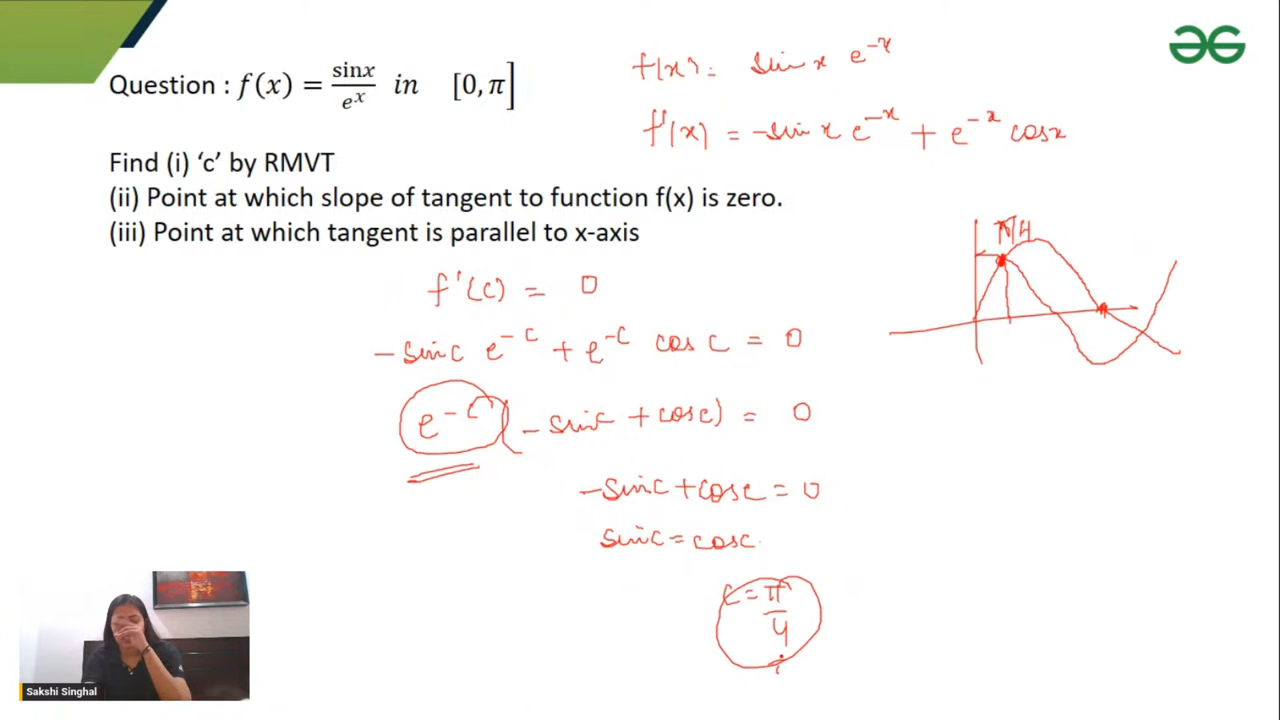 Question : f(x) = sinx/e^x in [0, π]
f(x) = sin x e^-x
f'(x) = -sin x e^-x + e^-x cosx
Find (i) ‘c’ by RMVT
(ii) Point at which slope of tangent to function f(x) is zero.
(iii) Point at which tangent is parallel to x-axis
π/4
f'(c) = 0
- sin c e^-c + e^-c cos c = 0
e^-c (- sin c + cos c) = 0
- sin c + cos c = 0
sin c = cos c
c = π/4
Sakshi Singhal